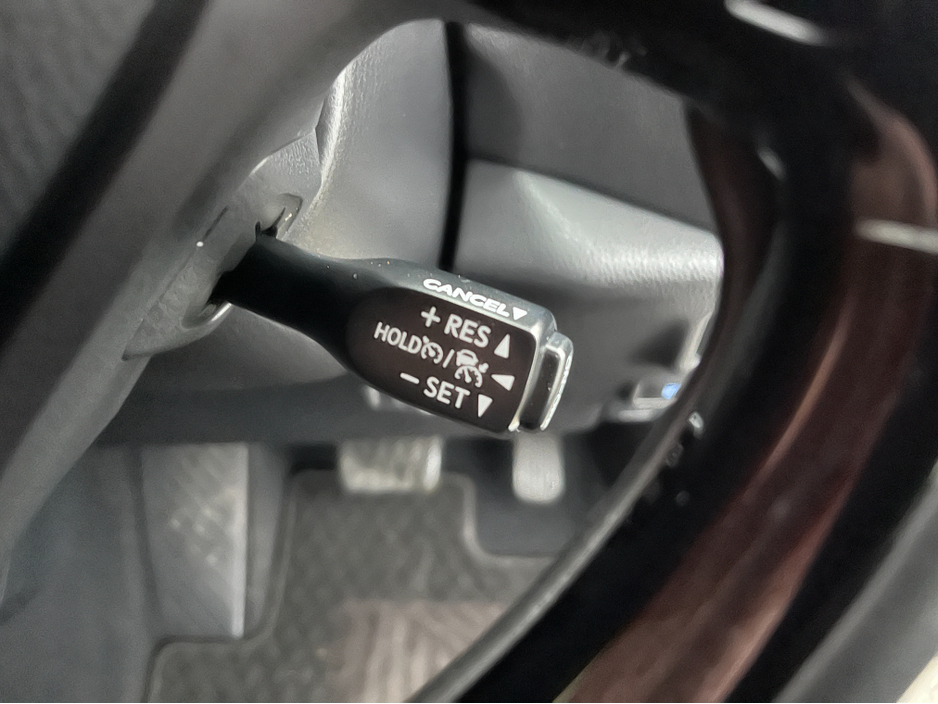 CANCEL▼
+ RES ▲
HOLD / ◀
- SET ▼